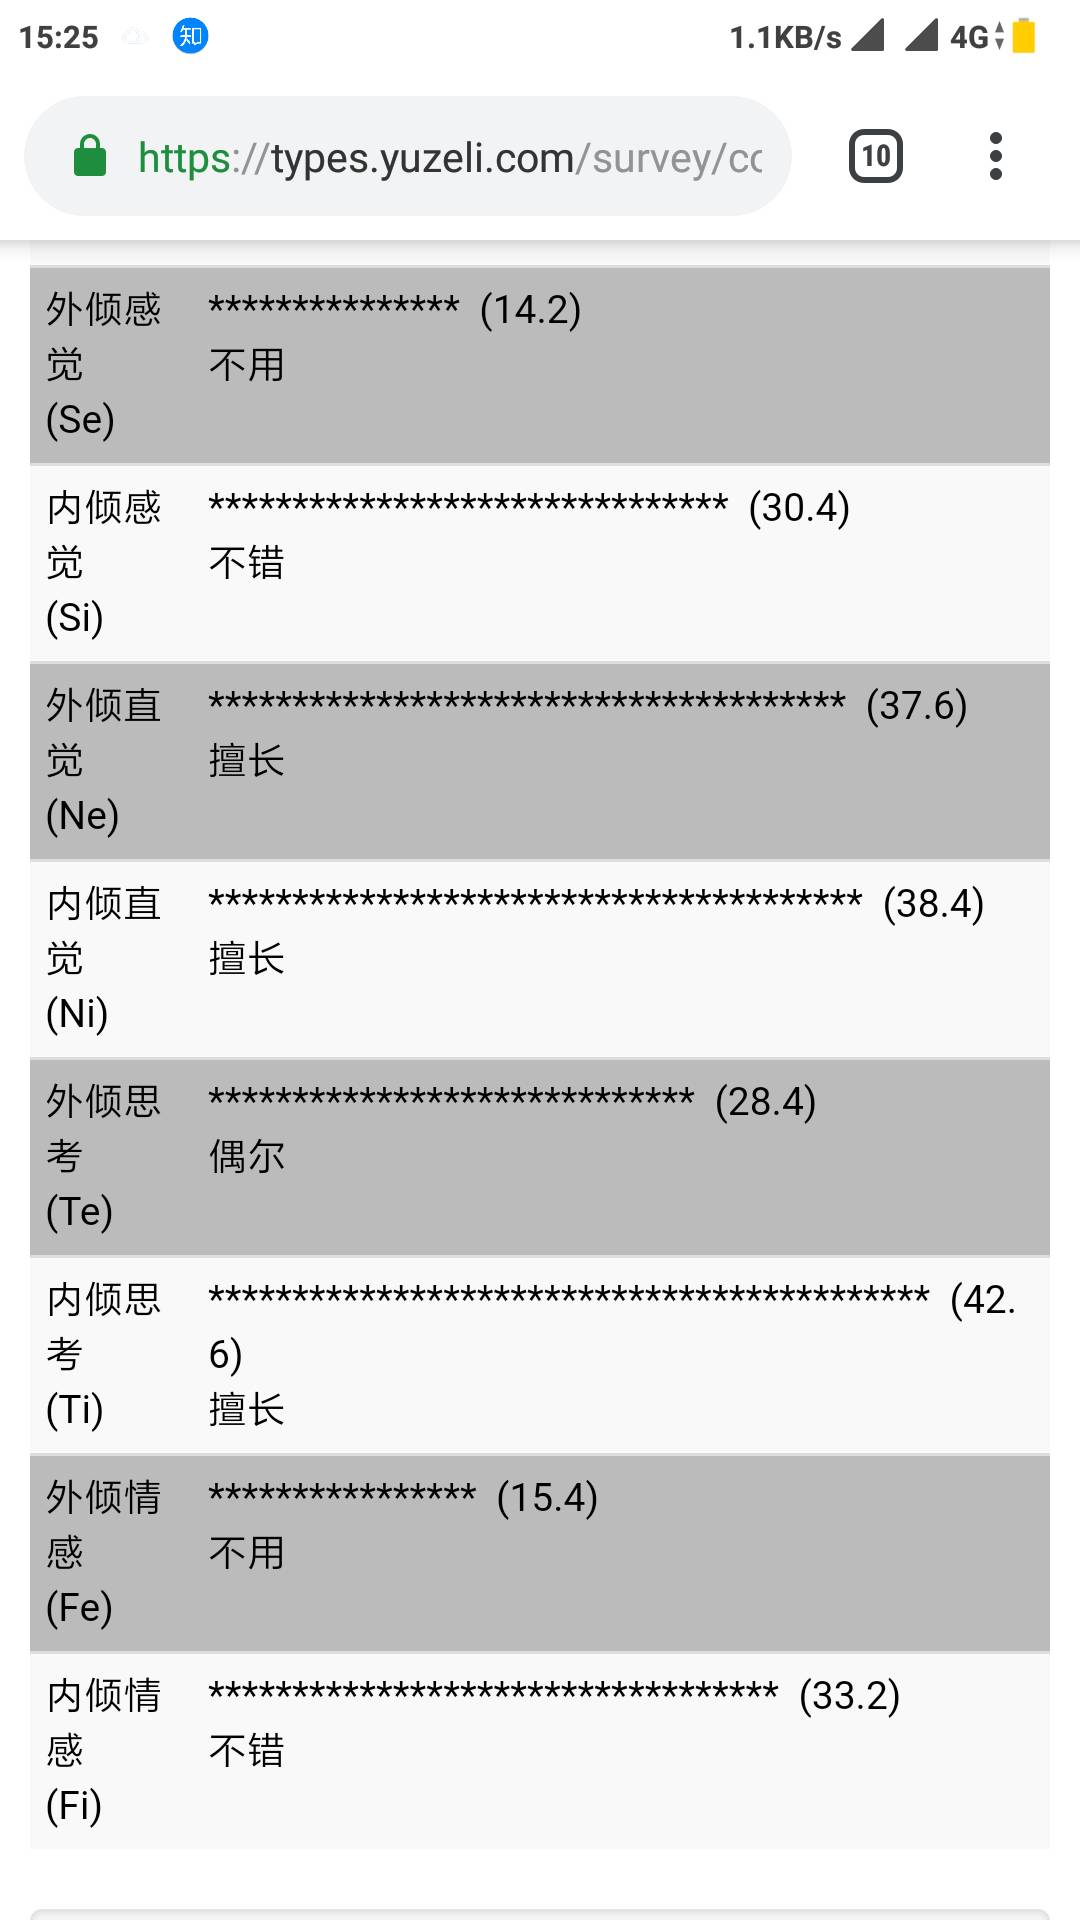 15:25 知 1.1KB/s 4G
https://types.yuzeli.com/survey/cc 10
外倾感 *************** (14.2)
觉 不用
(Se)
内倾感 ******************************* (30.4)
觉 不错
(Si)
外倾直 ************************************** (37.6)
觉 擅长
(Ne)
内倾直 *************************************** (38.4)
觉 擅长
(Ni)
外倾思 ***************************** (28.4)
考 偶尔
(Te)
内倾思 ******************************************* (42.
考 6)
(Ti) 擅长
外倾情 **************** (15.4)
感 不用
(Fe)
内倾情 ********************************** (33.2)
感 不错
(Fi)